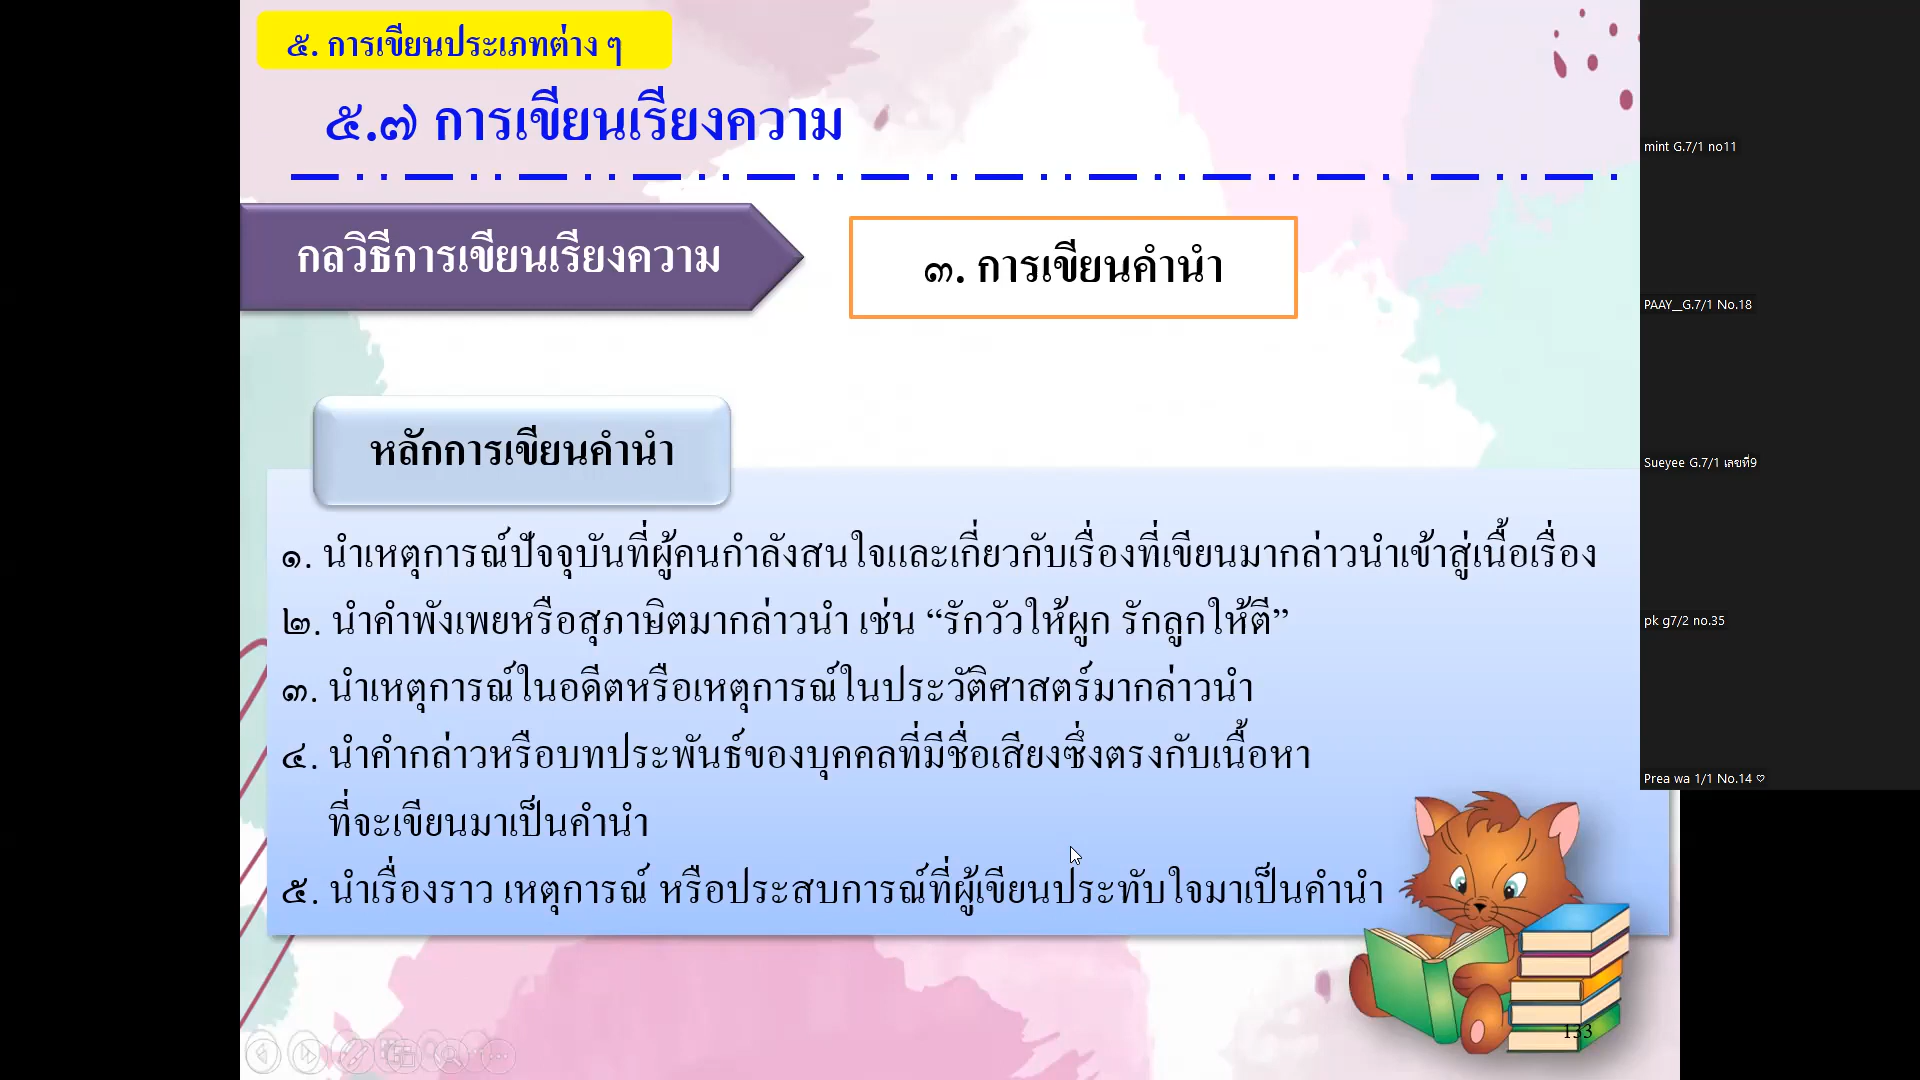 ๕. การเขียนประเภทต่าง ๆ
๕.๗ การเขียนเรียงความ
กลวิธีการเขียนเรียงความ
๓. การเขียนคำนำ
หลักการเขียนคำนำ
๑. นำเหตุการณ์ปัจจุบันที่ผู้คนกำลังสนใจและเกี่ยวกับเรื่องที่เขียนมากล่าวนำเข้าสู่เนื้อเรื่อง
๒. นำคำพังเพยหรือสุภาษิตมากล่าวนำ เช่น “รักวัวให้ผูก รักลูกให้ตี”
๓. นำเหตุการณ์ในอดีตหรือเหตุการณ์ในประวัติศาสตร์มากล่าวนำ
๔. นำคำกล่าวหรือบทประพันธ์ของบุคคลที่มีชื่อเสียงซึ่งตรงกับเนื้อหา
ที่จะเขียนมาเป็นคำนำ
๕. นำเรื่องราว เหตุการณ์ หรือประสบการณ์ที่ผู้เขียนประทับใจมาเป็นคำนำ
133
mint G.7/1 no11
PAAY__G.7/1 No.18
Sueyee G.7/1 เลขที่9
pk g7/2 no.35
Prea wa 1/1 No.14 ♡